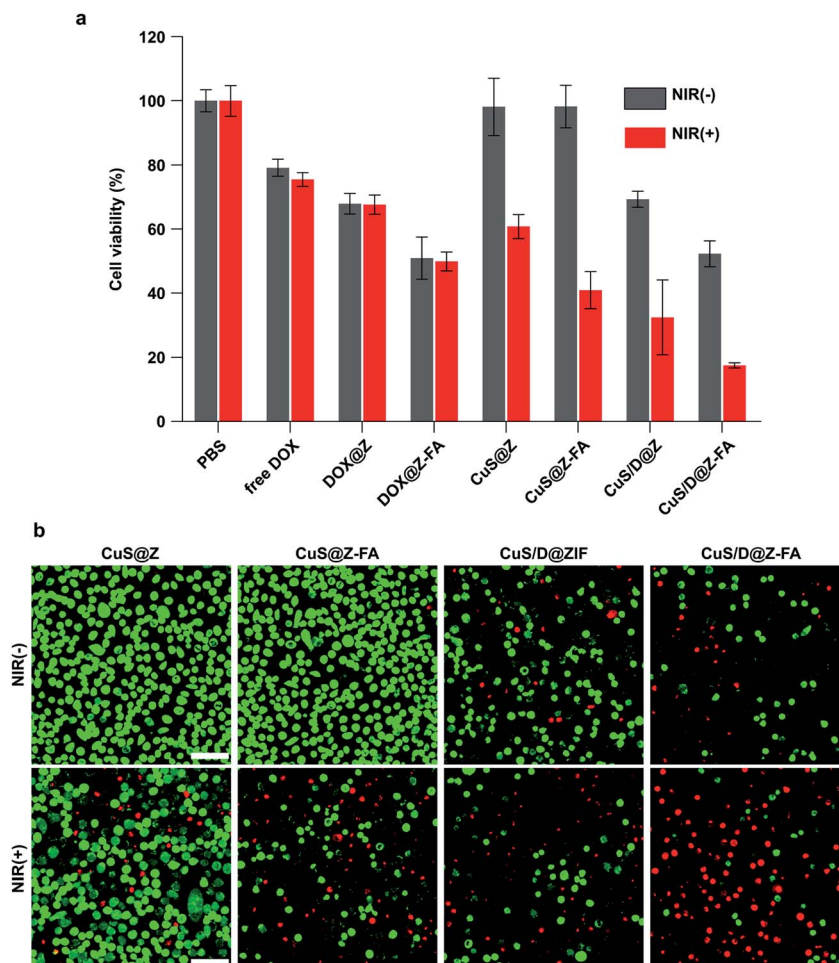 a
120
100
80
60
40
20
0
Cell viability (%)
NIR(-)
NIR(+)
PBS
free DOX
DOX@Z
DOX@Z-FA
CuS@Z
CuS@Z-FA
CuS/D@Z
CuS/D@Z-FA
b
CuS@Z
CuS@Z-FA
CuS/D@ZIF
CuS/D@Z-FA
NIR(-)
NIR(+)